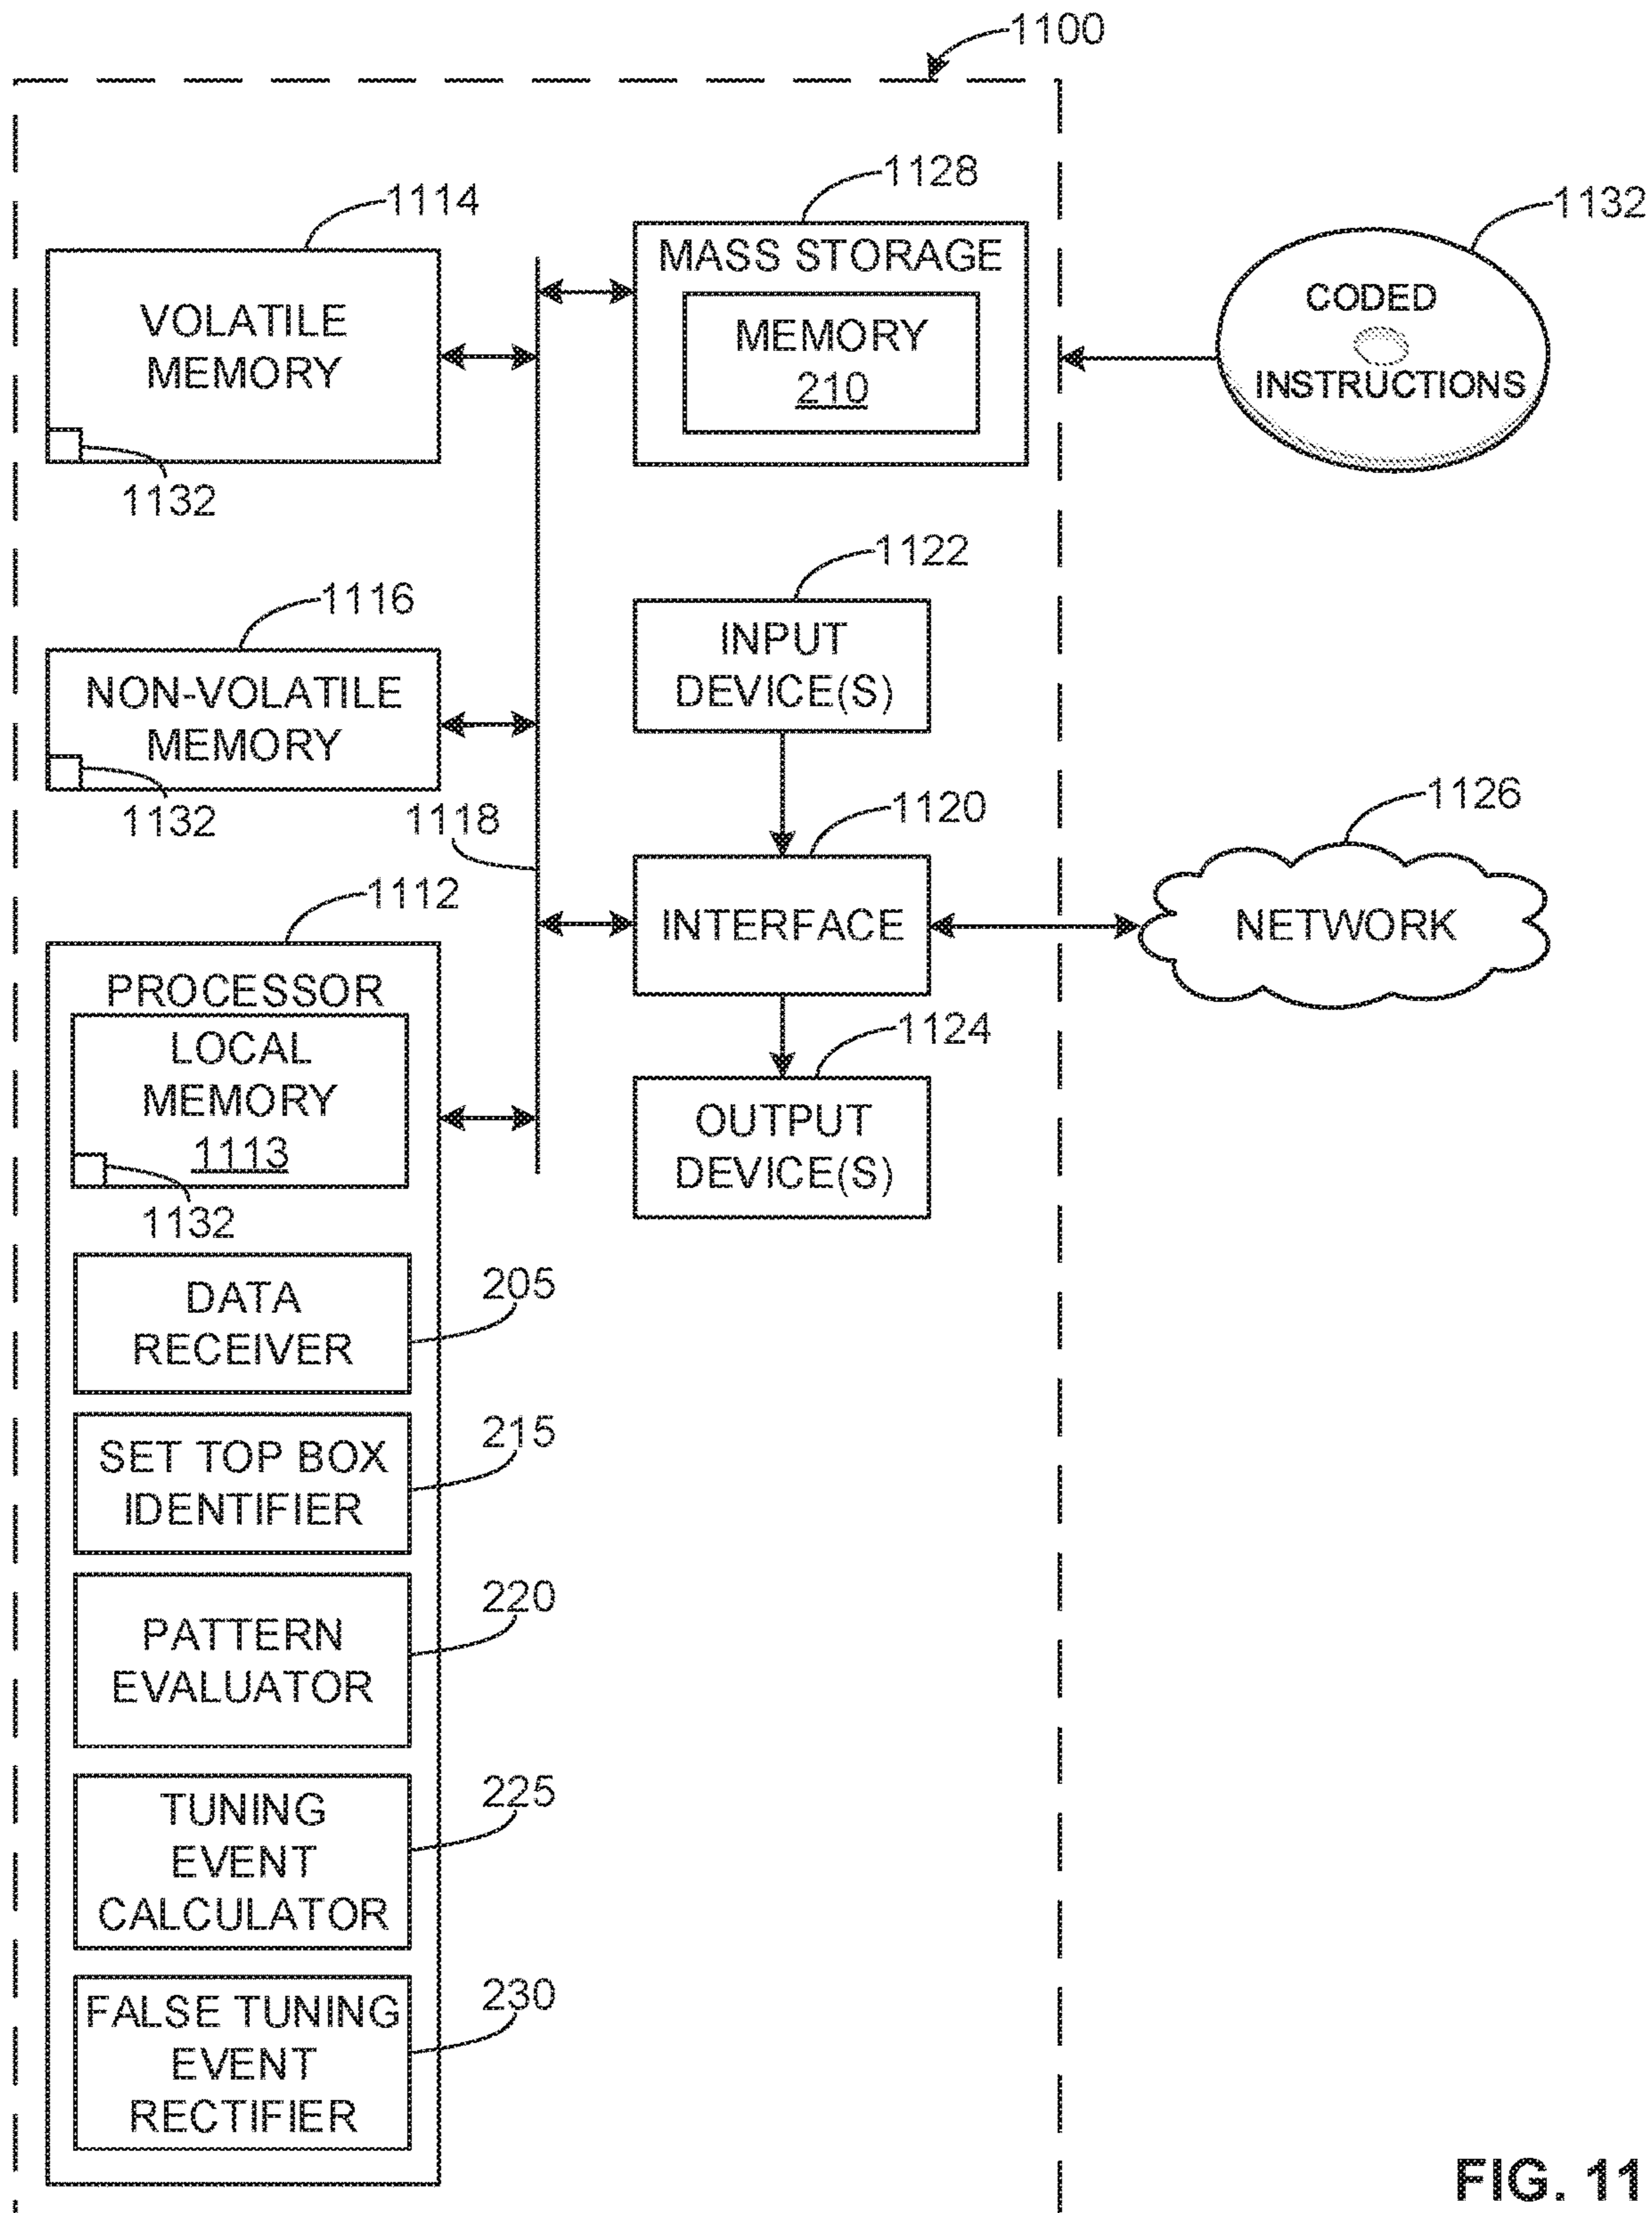 1100
1114
1128
1132
VOLATILE
MEMORY
1132
MASS STORAGE
MEMORY
210
CODED
INSTRUCTIONS
1116
NON-VOLATILE
MEMORY
1132
1118
1122
INPUT
DEVICE(S)
1120
INTERFACE
1126
NETWORK
1124
OUTPUT
DEVICE(S)
1112
PROCESSOR
LOCAL
MEMORY
1113
1132
DATA
RECEIVER
205
SET TOP BOX
IDENTIFIER
215
PATTERN
EVALUATOR
220
TUNING
EVENT
CALCULATOR
225
FALSE TUNING
EVENT
RECTIFIER
230
FIG. 11